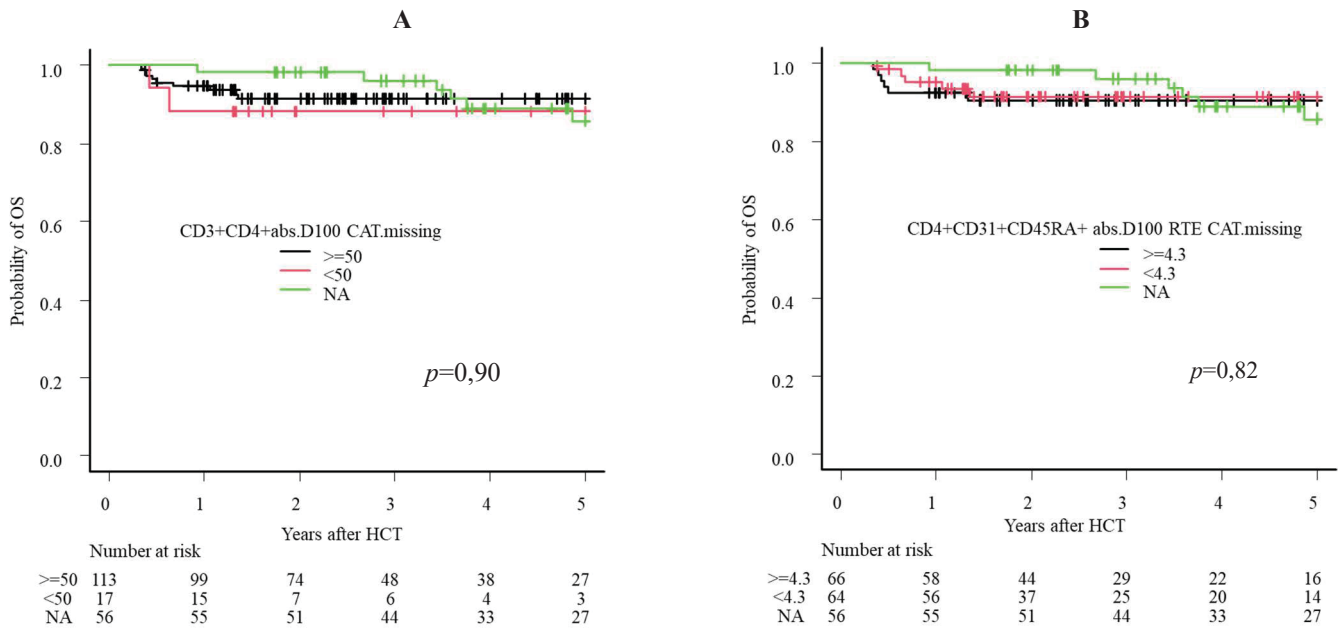 A
1.0
0.8
0.6
0.4
0.2
0.0
Probability of OS
CD3+CD4+abs.D100 CAT.missing
>=50
<50
NA
p=0,90
0 1 2 3 4 5
Years after HCT
Number at risk
>=50 113 99 74 48 38 27
<50 17 15 7 6 4 3
NA 56 55 51 44 33 27
B
1.0
0.8
0.6
0.4
0.2
0.0
Probability of OS
CD4+CD31+CD45RA+ abs.D100 RTE CAT.missing
>=4.3
<4.3
NA
p=0,82
0 1 2 3 4 5
Years after HCT
Number at risk
>=4.3 66 58 44 29 22 16
<4.3 64 56 37 25 20 14
NA 56 55 51 44 33 27